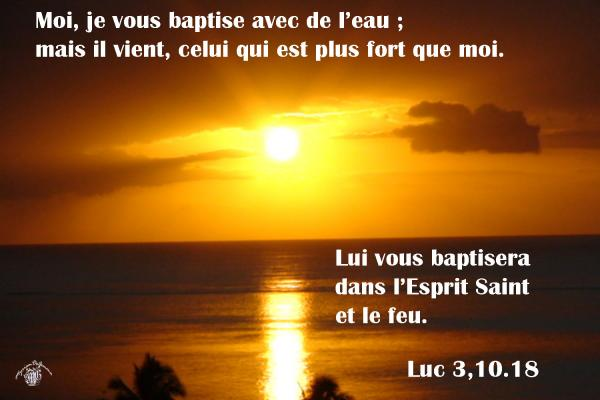 Moi, je vous baptise avec de l’eau ;
mais il vient, celui qui est plus fort que moi.
Lui vous baptisera
dans l’Esprit Saint
et le feu.
Luc 3,10.18